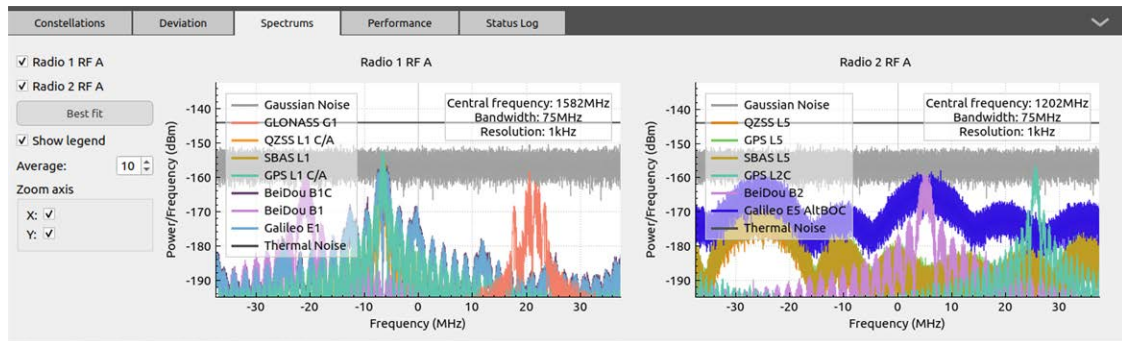 Constellations Deviation Spectrums Performance Status Log
Radio 1 RF A
Radio 2 RF A
Best fit
Show legend
Average: 10
Zoom axis
X:
Y:
Radio 1 RF A
Gaussian Noise
GLONASS G1
QZSS L1 C/A
SBAS L1
GPS L1 C/A
BeiDou B1C
BeiDou B1
Galileo E1
Thermal Noise
Central frequency: 1582MHz
Bandwidth: 75MHz
Resolution: 1kHz
Power/Frequency (dBm)
-140
-150
-160
-170
-180
-190
-30 -20 -10 0 10 20 30
Frequency (MHz)
Radio 2 RF A
Gaussian Noise
QZSS L5
GPS L5
SBAS L5
GPS L2C
BeiDou B2
Galileo E5 AltBOC
Thermal Noise
Central frequency: 1202MHz
Bandwidth: 75MHz
Resolution: 1kHz
Power/Frequency (dBm)
-140
-150
-160
-170
-180
-190
-30 -20 -10 0 10 20 30
Frequency (MHz)